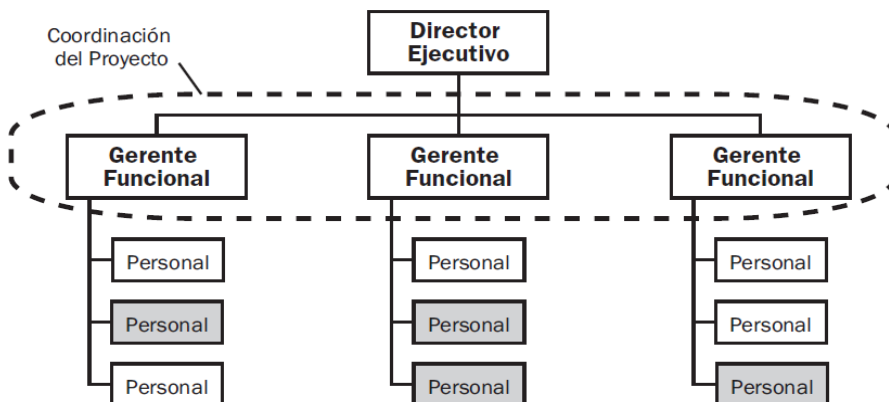 Coordinación
del Proyecto
Director
Ejecutivo
Gerente
Funcional
Gerente
Funcional
Gerente
Funcional
Personal
Personal
Personal
Personal
Personal
Personal
Personal
Personal
Personal